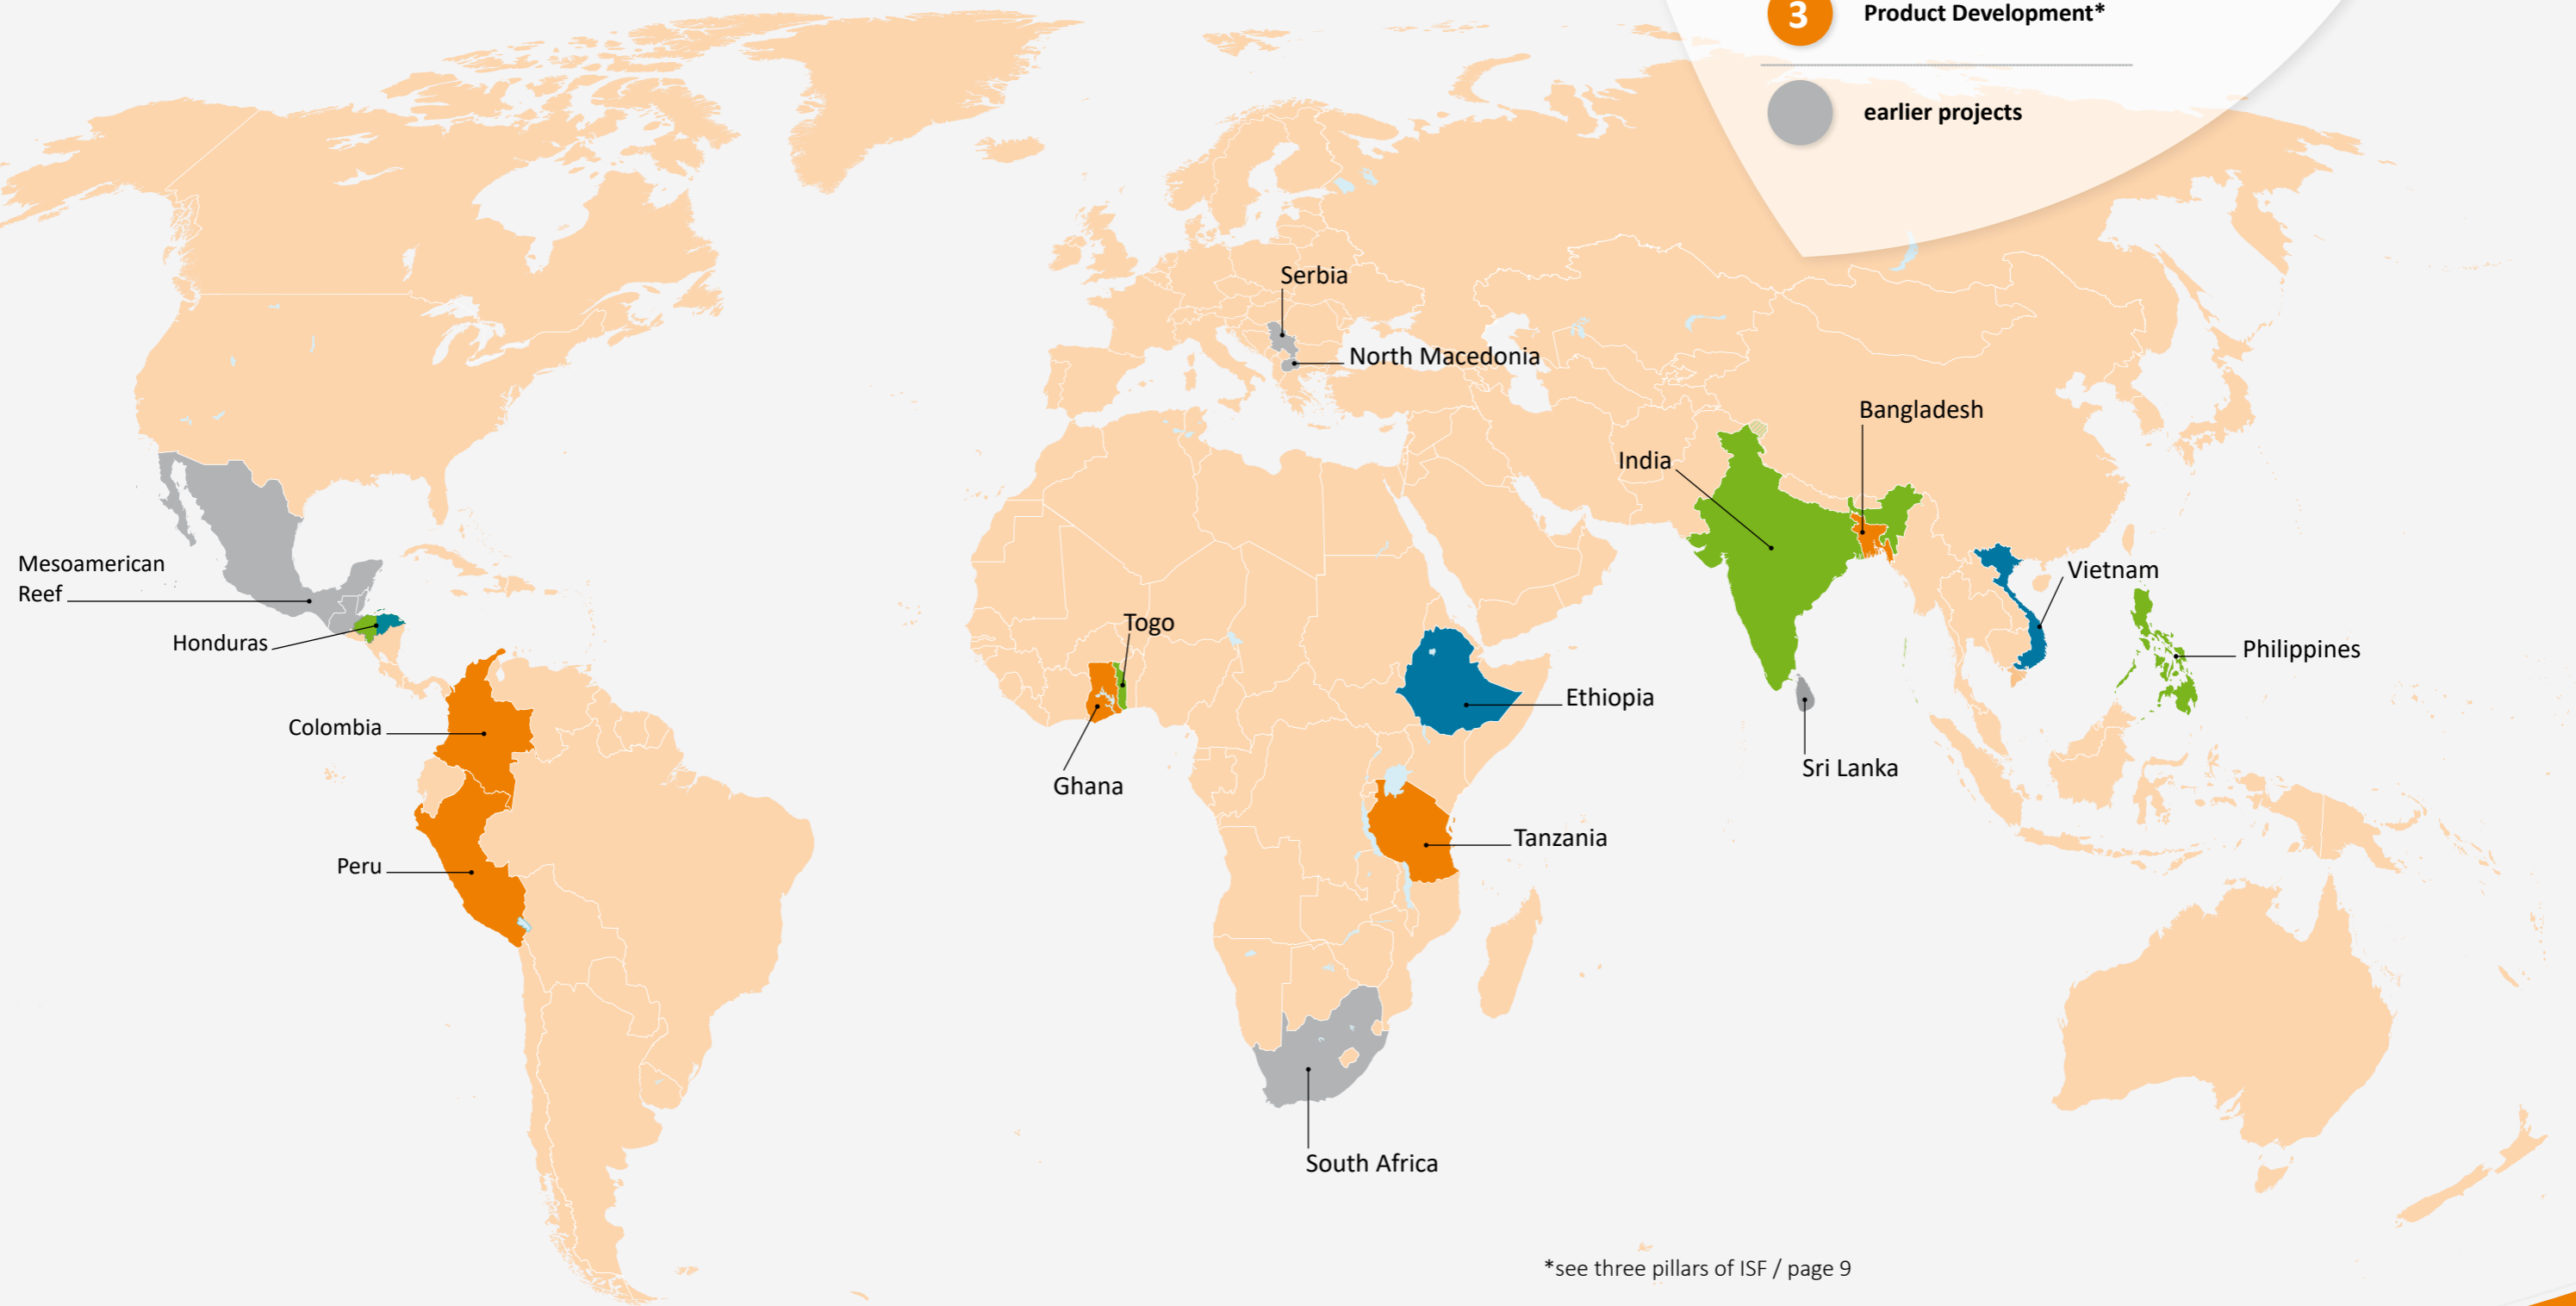 3 Product Development*
earlier projects
Serbia
North Macedonia
Bangladesh
India
Mesoamerican
Reef
Vietnam
Togo
Honduras
Philippines
Ethiopia
Colombia
Sri Lanka
Ghana
Tanzania
Peru
South Africa
*see three pillars of ISF / page 9